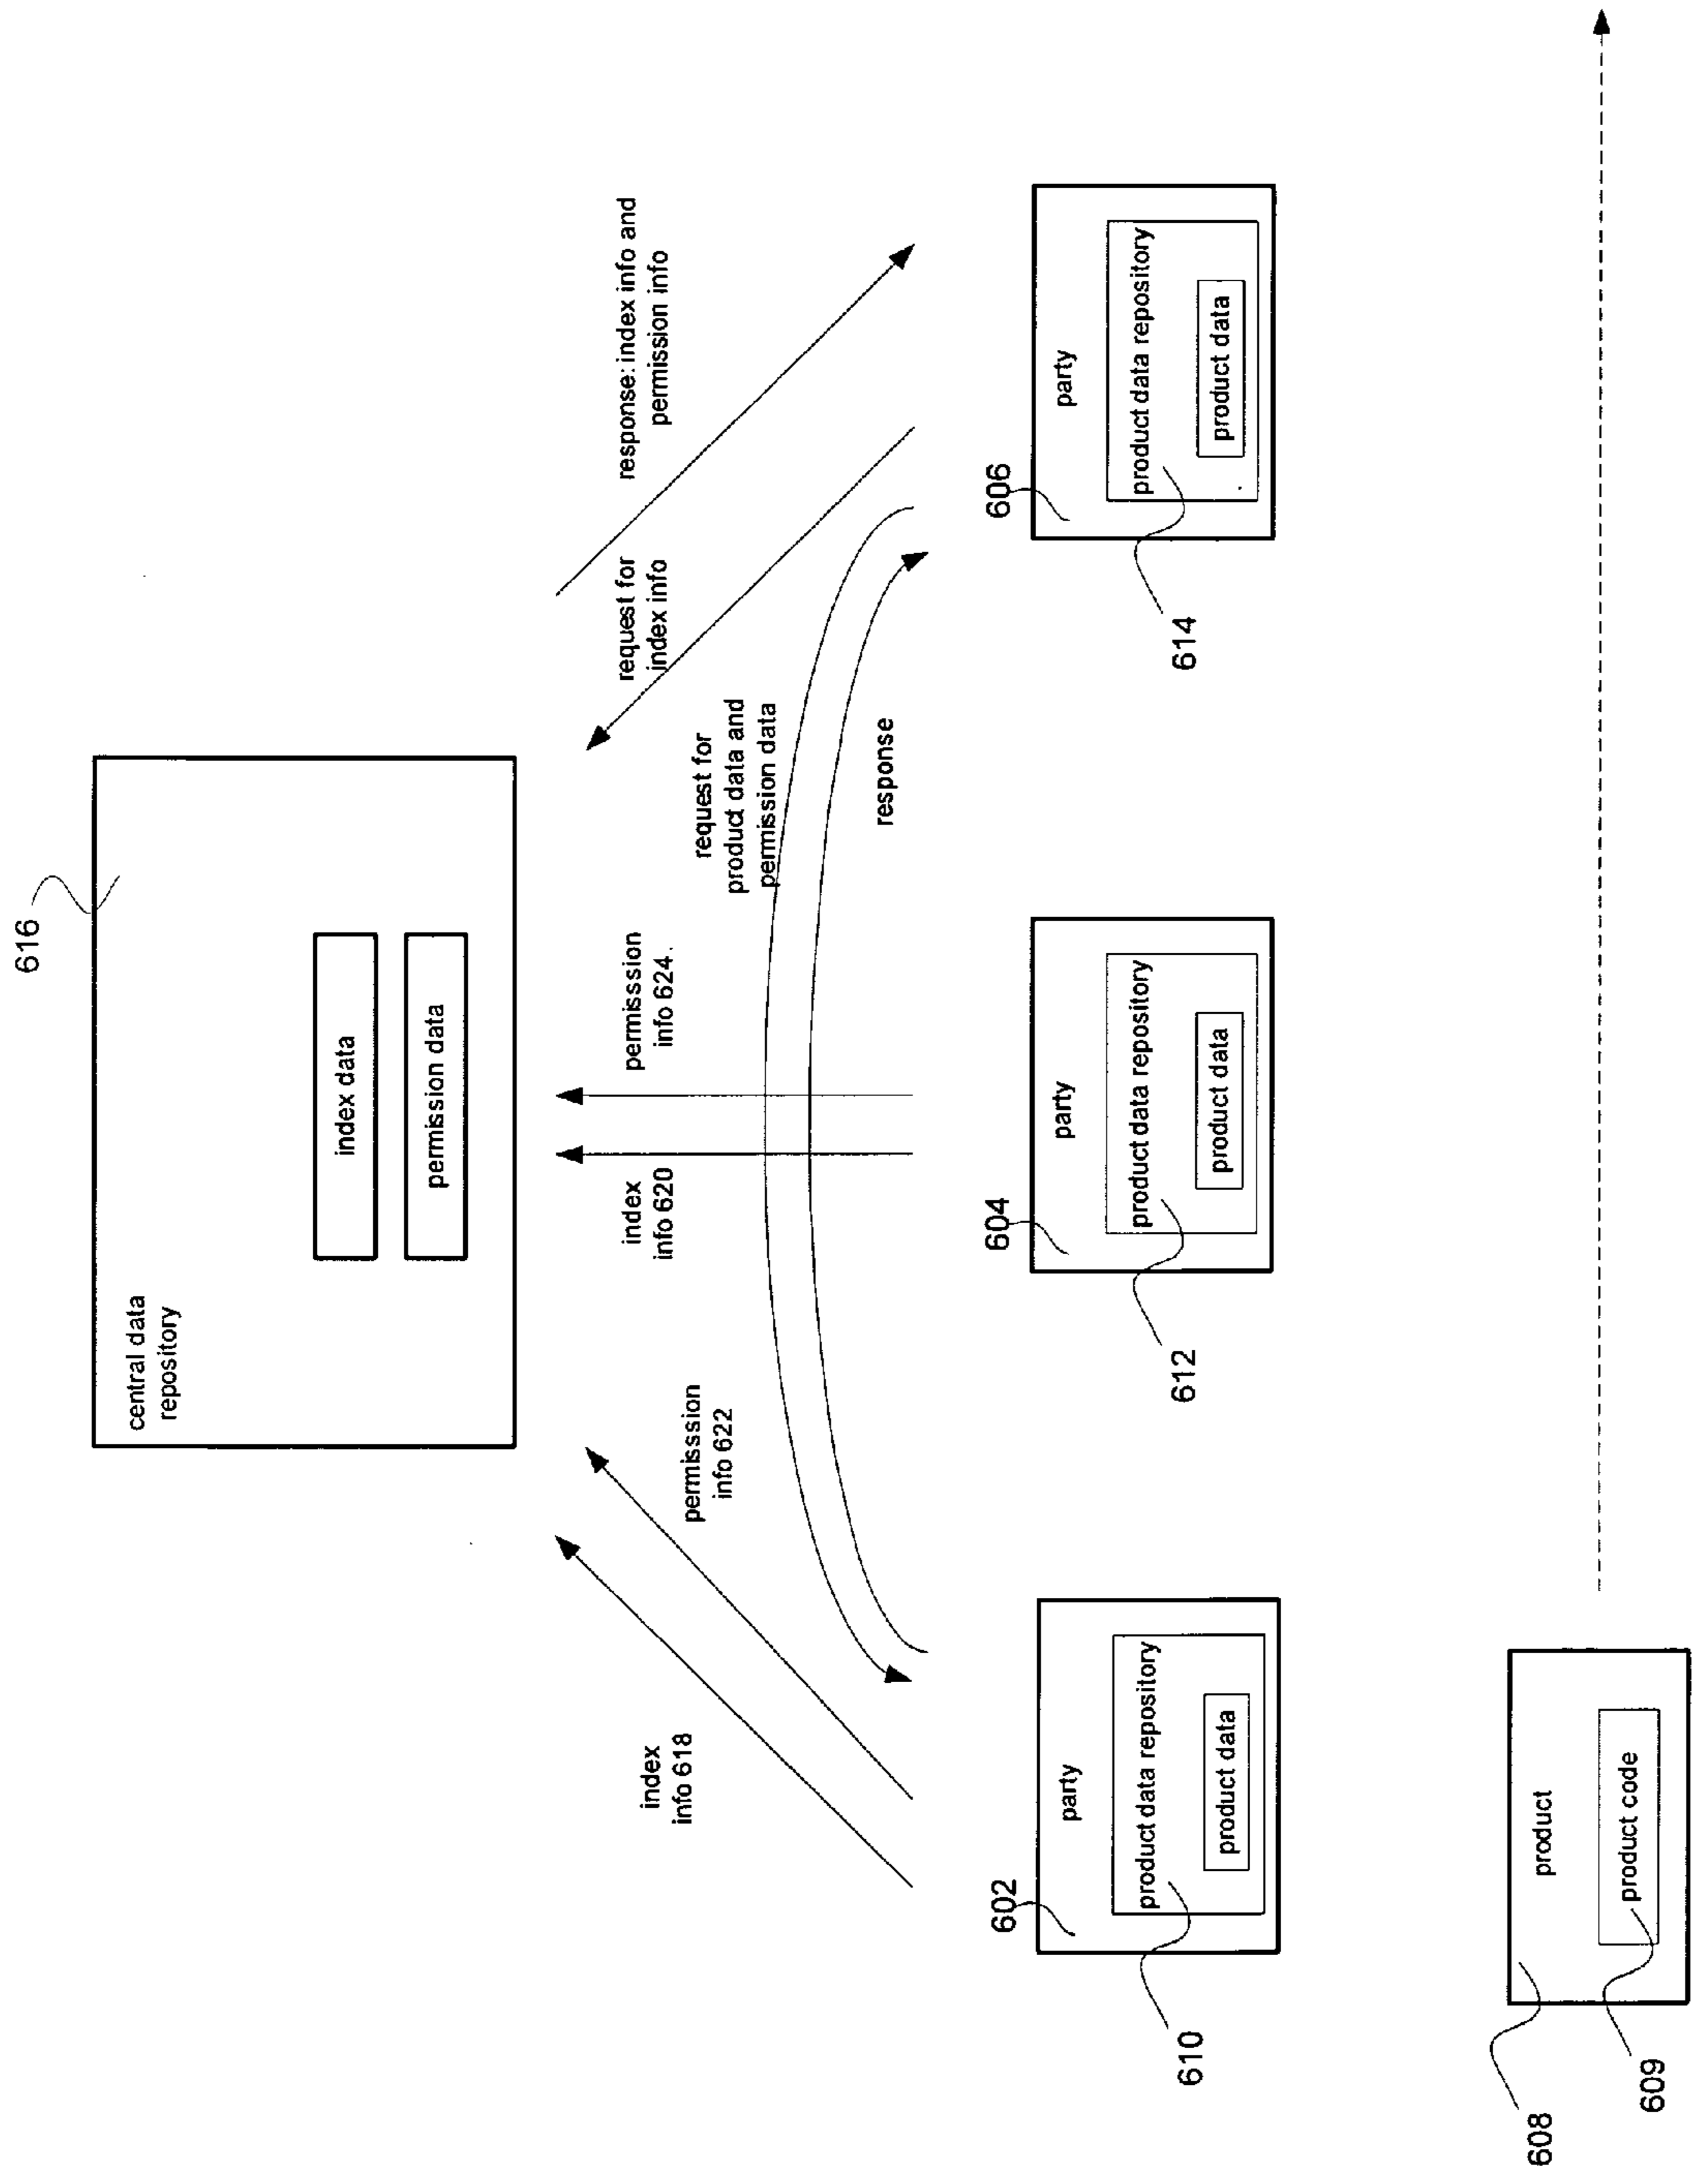 616
central data
repository
index data
permission data
index
info 618
permisssion
info 622
index
info 620
permisssion
info 624
request for
product data and
permission data
response
request for
index info
response: index info and
permission info
602
party
product data repository
product data
610
604
party
product data repository
product data
612
606
party
product data repository
product data
614
product
product code
608
609